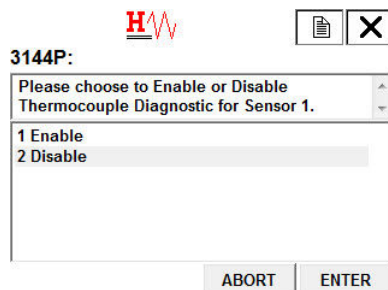 H
3144P:
Please choose to Enable or Disable
Thermocouple Diagnostic for Sensor 1.
1 Enable
2 Disable
ABORT ENTER